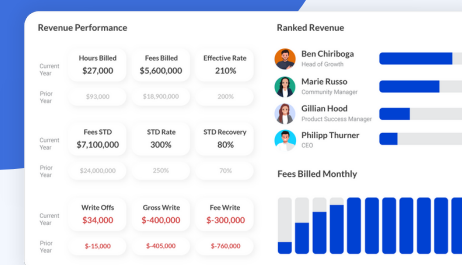 Revenue Performance
Hours Billed
Fees Billed
Effective Rate
Current
Year
$27,000
$5,600,000
210%
Prior
Year
$93,000
$18,900,000
200%
Fees STD
STD Rate
STD Recovery
Current
Year
$7,100,000
300%
80%
Prior
Year
$24,000,000
250%
70%
Write Offs
Gross Write
Fee Write
Current
Year
$34,000
$-400,000
$-300,000
Prior
Year
$-15,000
$-405,000
$-760,000
Ranked Revenue
Ben Chiriboga
Head of Growth
Marie Russo
Community Manager
Gillian Hood
Product Success Manager
Philipp Thurner
CEO
Fees Billed Monthly